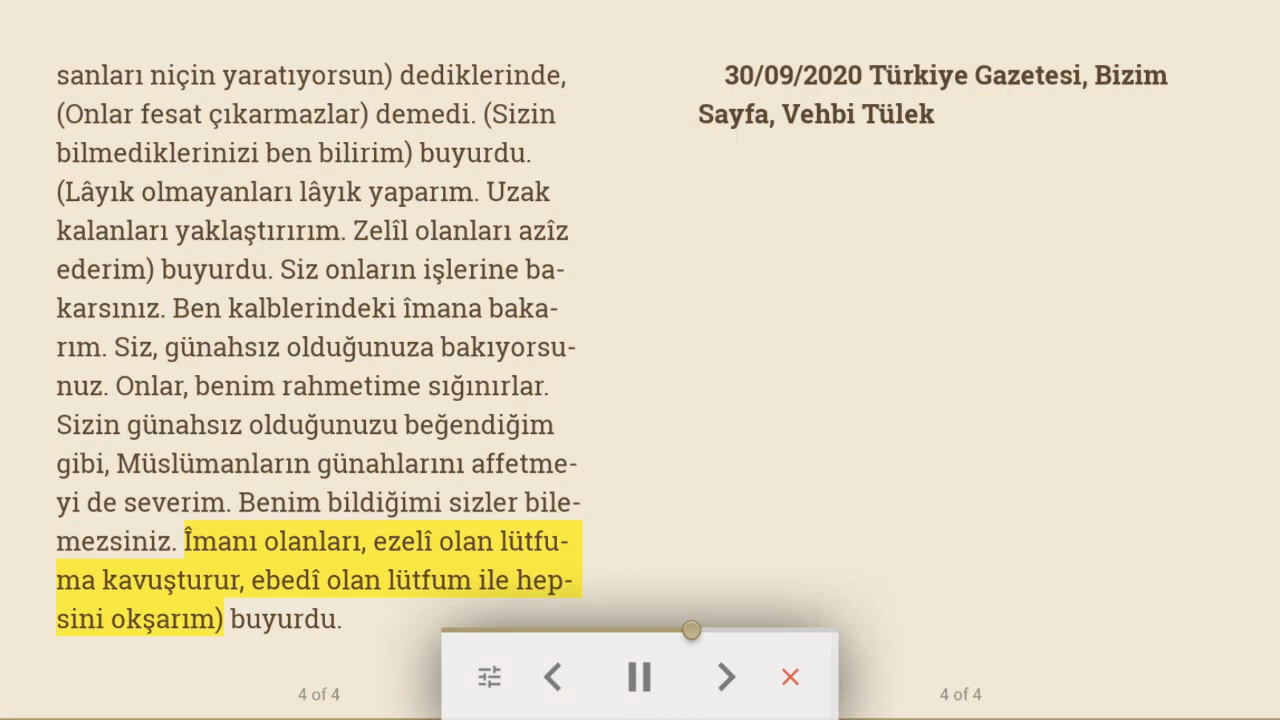 sanları niçin yaratıyorsun) dediklerinde,
(Onlar fesat çıkarmazlar) demedi. (Sizin
bilmediklerinizi ben bilirim) buyurdu.
(Lâyık olmayanları lâyık yaparım. Uzak
kalanları yaklaştırırım. Zelîl olanları azîz
ederim) buyurdu. Siz onların işlerine ba-
karsınız. Ben kalblerindeki îmana baka-
rım. Siz, günahsız olduğunuza bakıyorsu-
nuz. Onlar, benim rahmetime sığınırlar.
Sizin günahsız olduğunuzu beğendiğim
gibi, Müslümanların günahlarını affetme-
yi de severim. Benim bildiğimi sizler bile-
mezsiniz. Îmanı olanları, ezelî olan lütfu-
ma kavuşturur, ebedî olan lütfum ile hep-
sini okşarım) buyurdu.
4 of 4
30/09/2020 Türkiye Gazetesi, Bizim
Sayfa, Vehbi Tülek
4 of 4